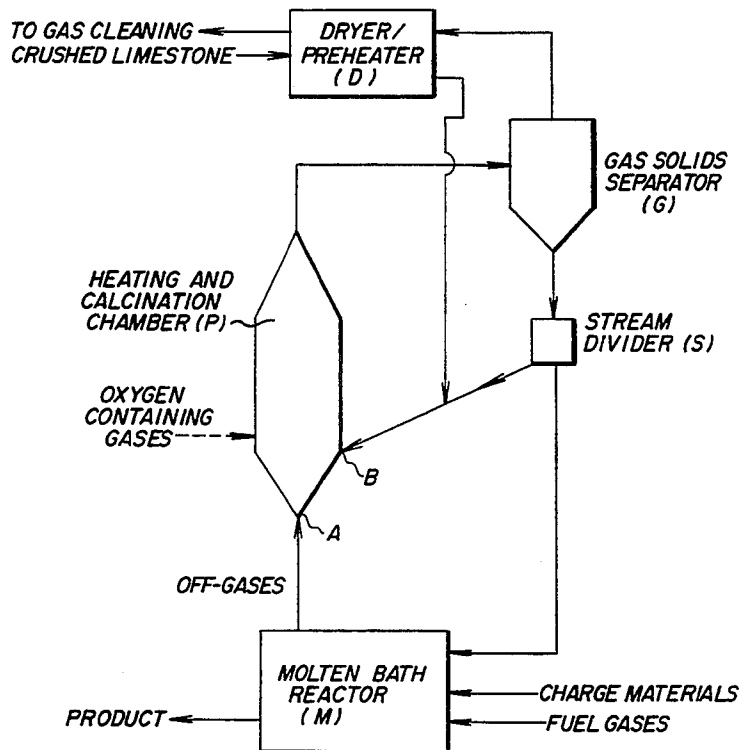 TO GAS CLEANING
CRUSHED LIMESTONE
DRYER/
PREHEATER
(D)
GAS SOLIDS
SEPARATOR
(G)
HEATING AND
CALCINATION
CHAMBER (P)
STREAM
DIVIDER (S)
OXYGEN
CONTAINING
GASES
B
A
OFF-GASES
MOLTEN BATH
REACTOR
(M)
CHARGE MATERIALS
FUEL GASES
PRODUCT